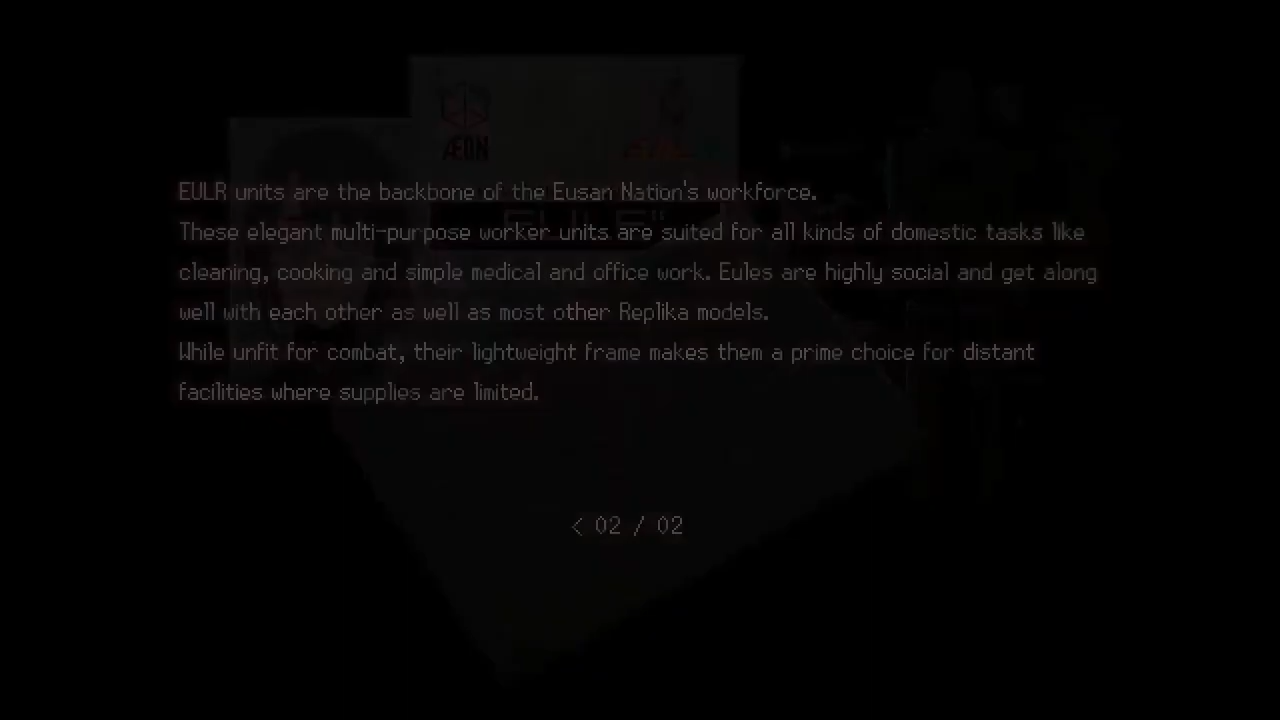 ÆON
EULR units are the backbone of the Eusan Nation's workforce.
These elegant multi-purpose worker units are suited for all kinds of domestic tasks like
cleaning, cooking and simple medical and office work. Eules are highly social and get along
well with each other as well as most other Replika models.
While unfit for combat, their lightweight frame makes them a prime choice for distant
facilities where supplies are limited.
< 02 / 02